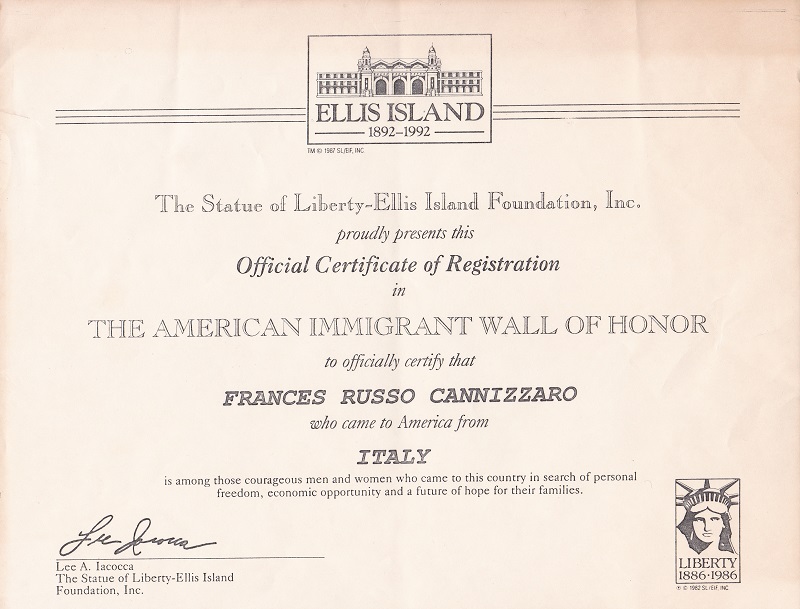 ELLIS ISLAND
1892–1992
TM © 1987 SL/EIF, INC
The Statue of Liberty-Ellis Island Foundation, Inc.
proudly presents this
Official Certificate of Registration
in
THE AMERICAN IMMIGRANT WALL OF HONOR
to officially certify that
FRANCES RUSSO CANNIZZARO
who came to America from
ITALY
is among those courageous men and women who came to this country in search of personal
freedom, economic opportunity and a future of hope for their families.
Lee Iacocca
Lee A. Iacocca
The Statue of Liberty-Ellis Island
Foundation, Inc.
LIBERTY
1886·1986
© 1982 SL/EIF, INC